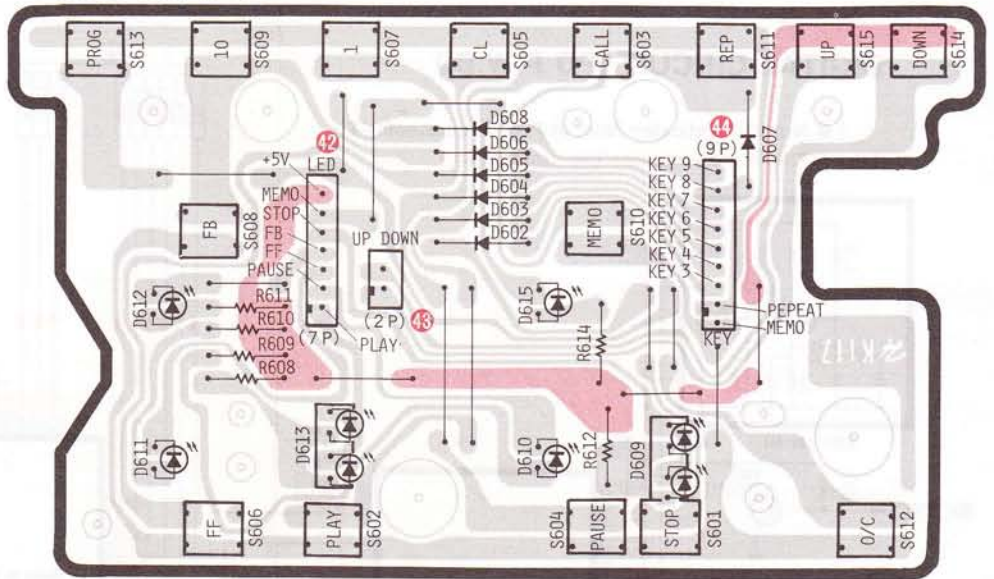 PROG S613 10 S609 1 S607 CL S605 CALL S603 REP S611 UP S615 DOWN S614
D608
D606
D605
D604
D603
D602
42
LED
+5V
MEMO
STOP
FB
FF
PAUSE
PLAY
(7P)
FB S608
UP DOWN
(2P) 43
MEMO S610
44
(9P)
D607
KEY 9
KEY 8
KEY 7
KEY 6
KEY 5
KEY 4
KEY 3
PEPEAT
MEMO
KEY
D612
R611
R610
R609
R608
D615
R614
D611
D613
D610
R612
D609
FF S606 PLAY S602 S604 PAUSE STOP S601 O/C S612